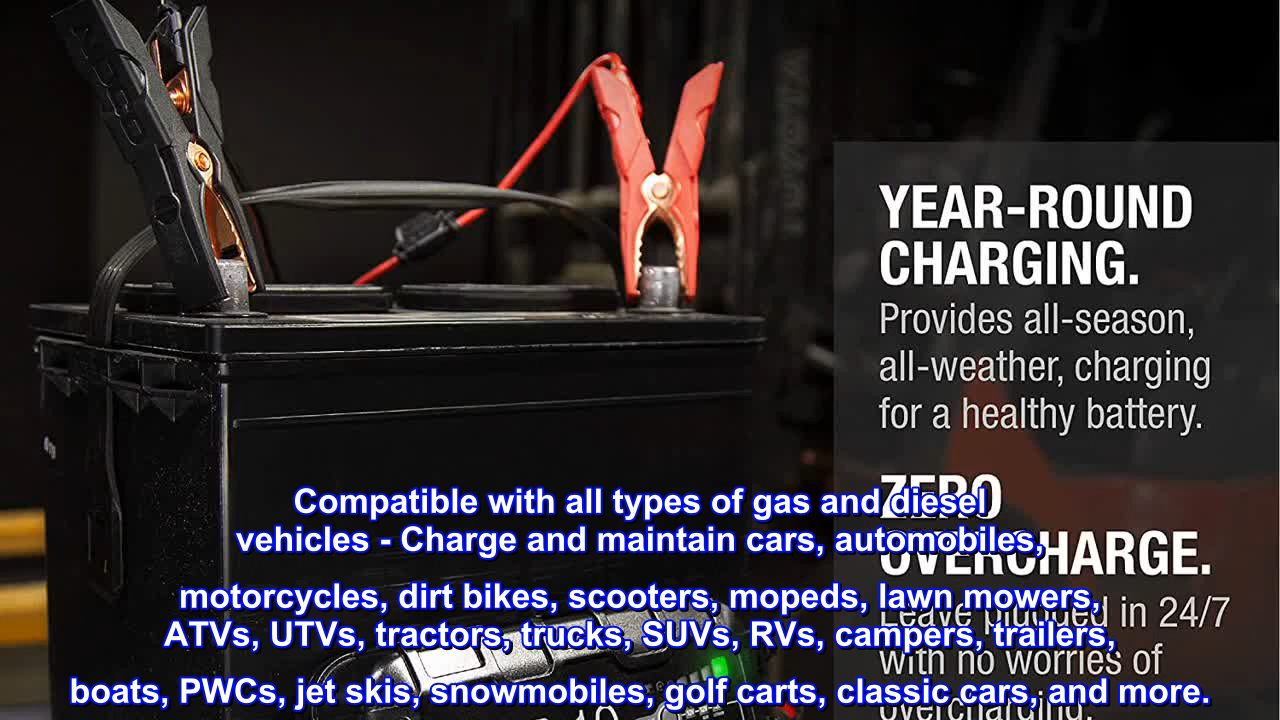 YEAR-ROUND
CHARGING.
Provides all-season,
all-weather, charging
for a healthy battery.
ZERO
OVERCHARGE.
Leave plugged in 24/7
with no worries of
overcharging.
Compatible with all types of gas and diesel
vehicles - Charge and maintain cars, automobiles,
motorcycles, dirt bikes, scooters, mopeds, lawn mowers,
ATVs, UTVs, tractors, trucks, SUVs, RVs, campers, trailers,
boats, PWCs, jet skis, snowmobiles, golf carts, classic cars, and more.